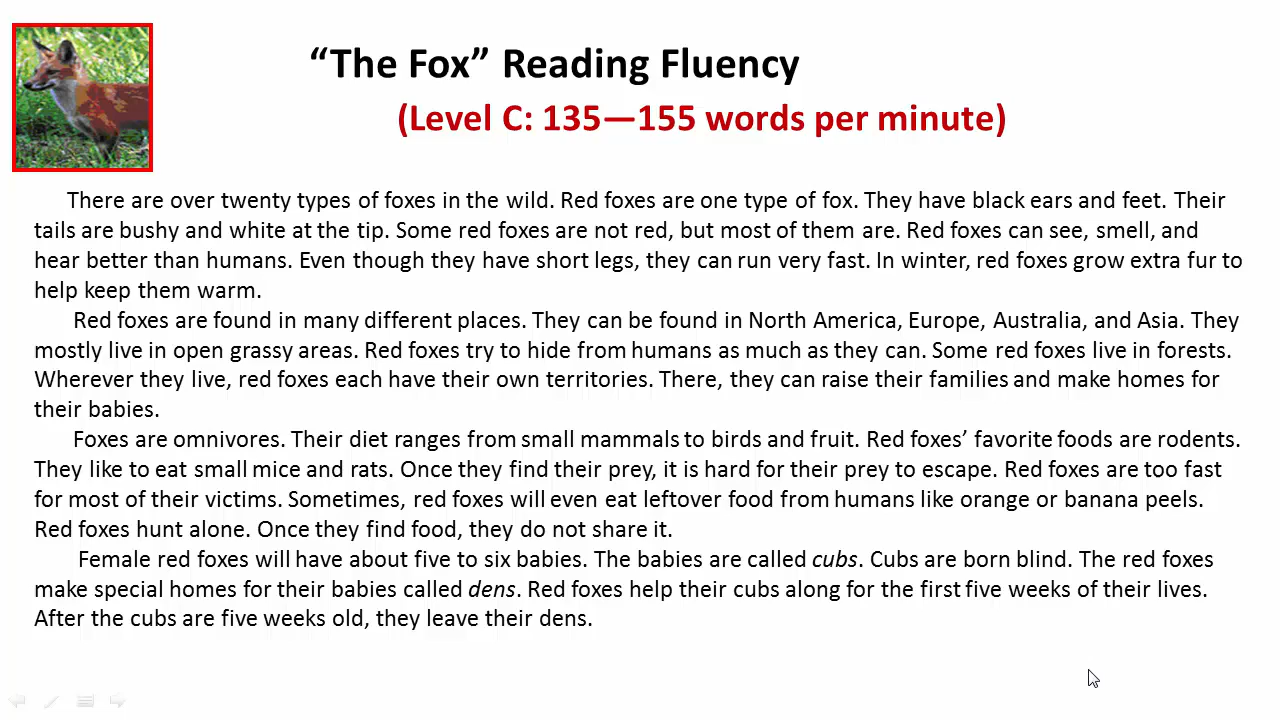 “The Fox” Reading Fluency
(Level C: 135—155 words per minute)
There are over twenty types of foxes in the wild. Red foxes are one type of fox. They have black ears and feet. Their
tails are bushy and white at the tip. Some red foxes are not red, but most of them are. Red foxes can see, smell, and
hear better than humans. Even though they have short legs, they can run very fast. In winter, red foxes grow extra fur to
help keep them warm.
Red foxes are found in many different places. They can be found in North America, Europe, Australia, and Asia. They
mostly live in open grassy areas. Red foxes try to hide from humans as much as they can. Some red foxes live in forests.
Wherever they live, red foxes each have their own territories. There, they can raise their families and make homes for
their babies.
Foxes are omnivores. Their diet ranges from small mammals to birds and fruit. Red foxes’ favorite foods are rodents.
They like to eat small mice and rats. Once they find their prey, it is hard for their prey to escape. Red foxes are too fast
for most of their victims. Sometimes, red foxes will even eat leftover food from humans like orange or banana peels.
Red foxes hunt alone. Once they find food, they do not share it.
Female red foxes will have about five to six babies. The babies are called cubs. Cubs are born blind. The red foxes
make special homes for their babies called dens. Red foxes help their cubs along for the first five weeks of their lives.
After the cubs are five weeks old, they leave their dens.